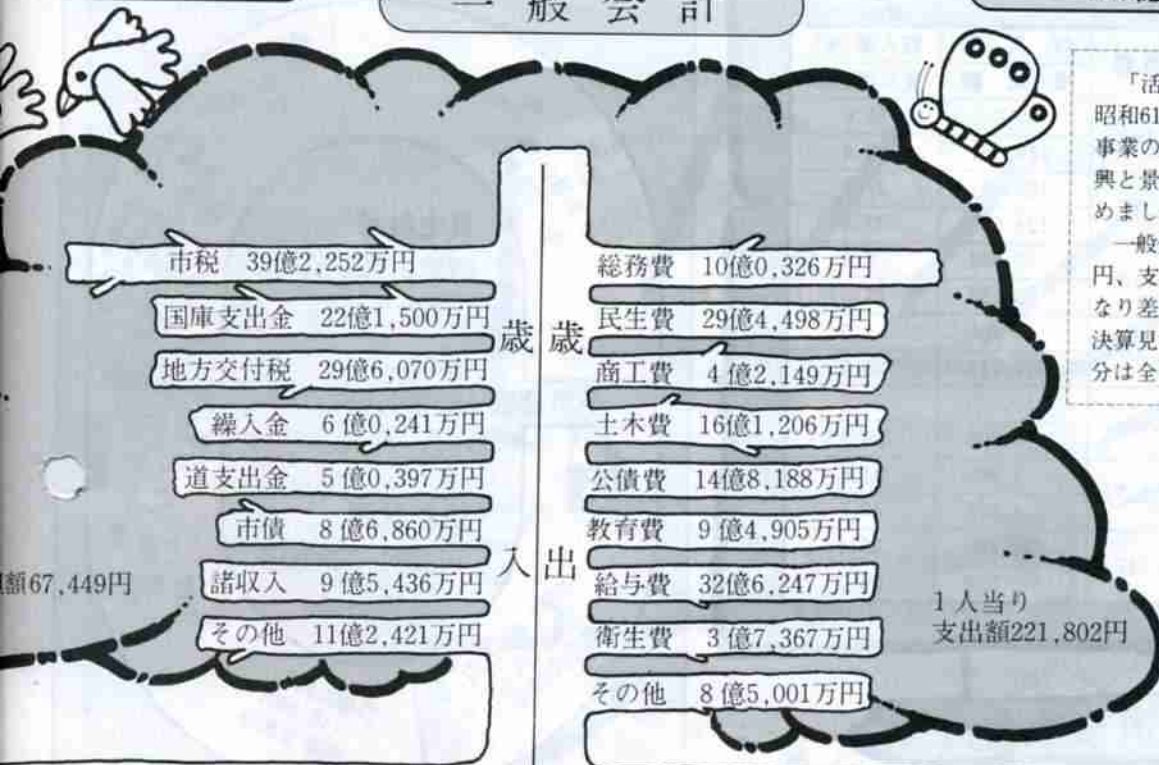 一般会計
「活
昭和61
事業の
興と景
めまし
一般
円、支
なり差
決算見
分は全
歳入
市税 39億2,252万円
国庫支出金 22億1,500万円
地方交付税 29億6,070万円
繰入金 6億0,241万円
道支出金 5億0,397万円
市債 8億6,860万円
諸収入 9億5,436万円
その他 11億2,421万円
額67,449円
歳出
総務費 10億0,326万円
民生費 29億4,498万円
商工費 4億2,149万円
土木費 16億1,206万円
公債費 14億8,188万円
教育費 9億4,905万円
給与費 32億6,247万円
衛生費 3億7,367万円
その他 8億5,001万円
1人当り
支出額221,802円